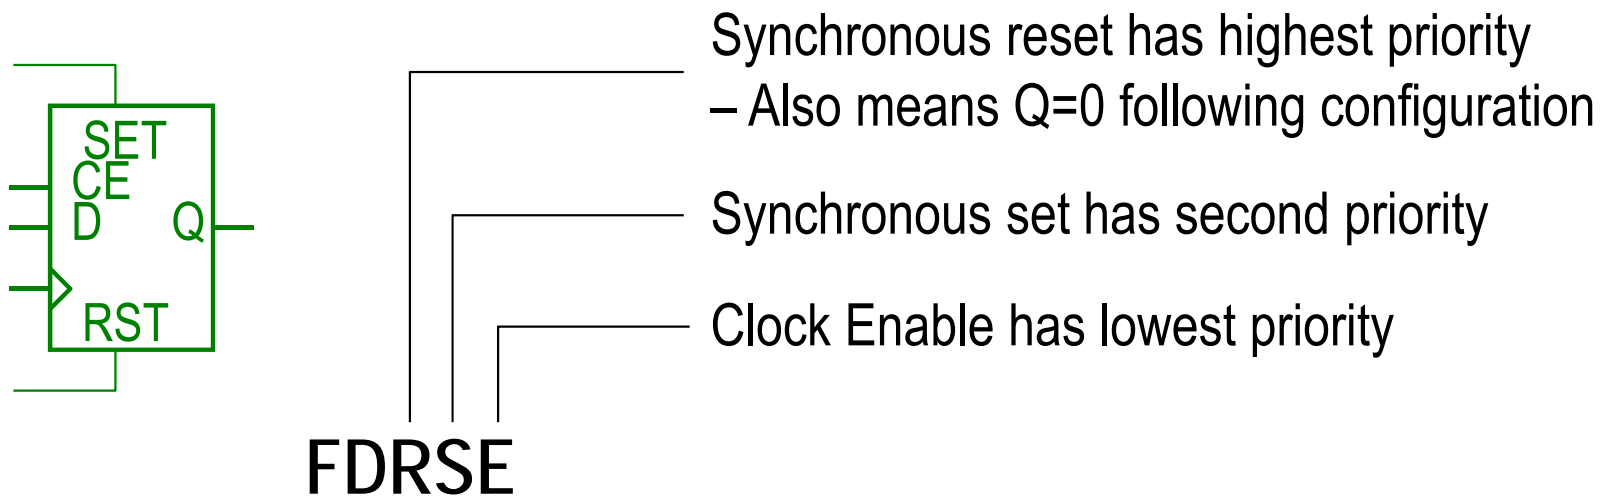 Synchronous reset has highest priority
– Also means Q=0 following configuration
SET
CE
D
Q
RST
Synchronous set has second priority
Clock Enable has lowest priority
FDRSE